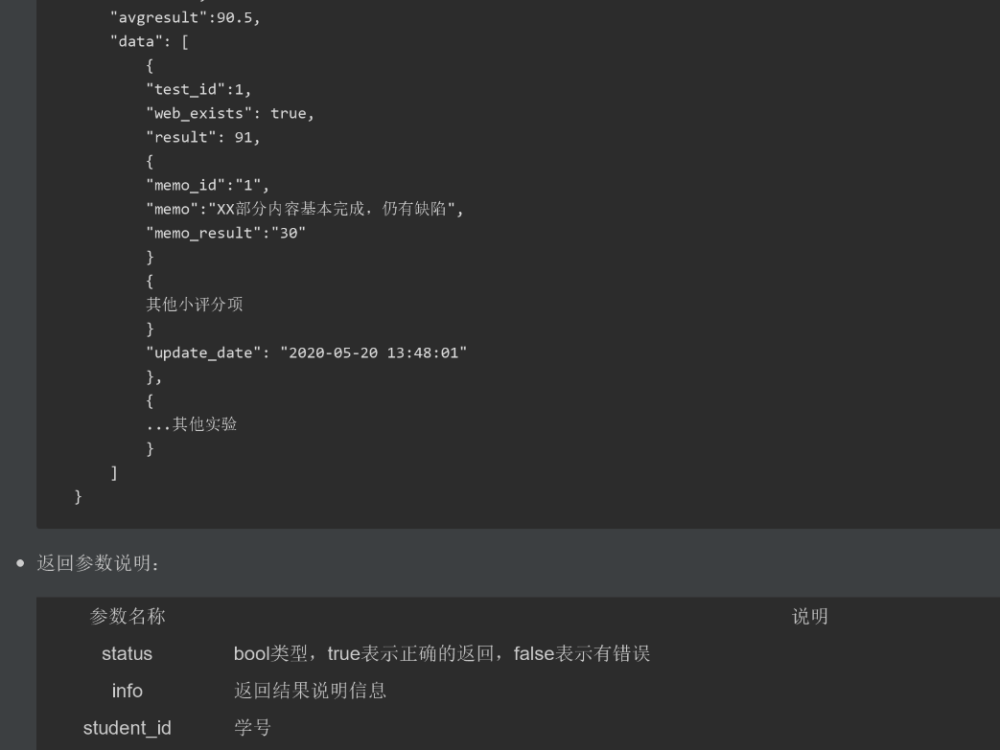 "avgresult":90.5,
"data": [
{
"test_id":1,
"web_exists": true,
"result": 91,
{
"memo_id":"1",
"memo":"XX部分内容基本完成，仍有缺陷",
"memo_result":"30"
}
{
其他小评分项
}
"update_date": "2020-05-20 13:48:01"
},
{
...其他实验
}
]
}
返回参数说明：
参数名称 说明
status bool类型，true表示正确的返回，false表示有错误
info 返回结果说明信息
student_id 学号